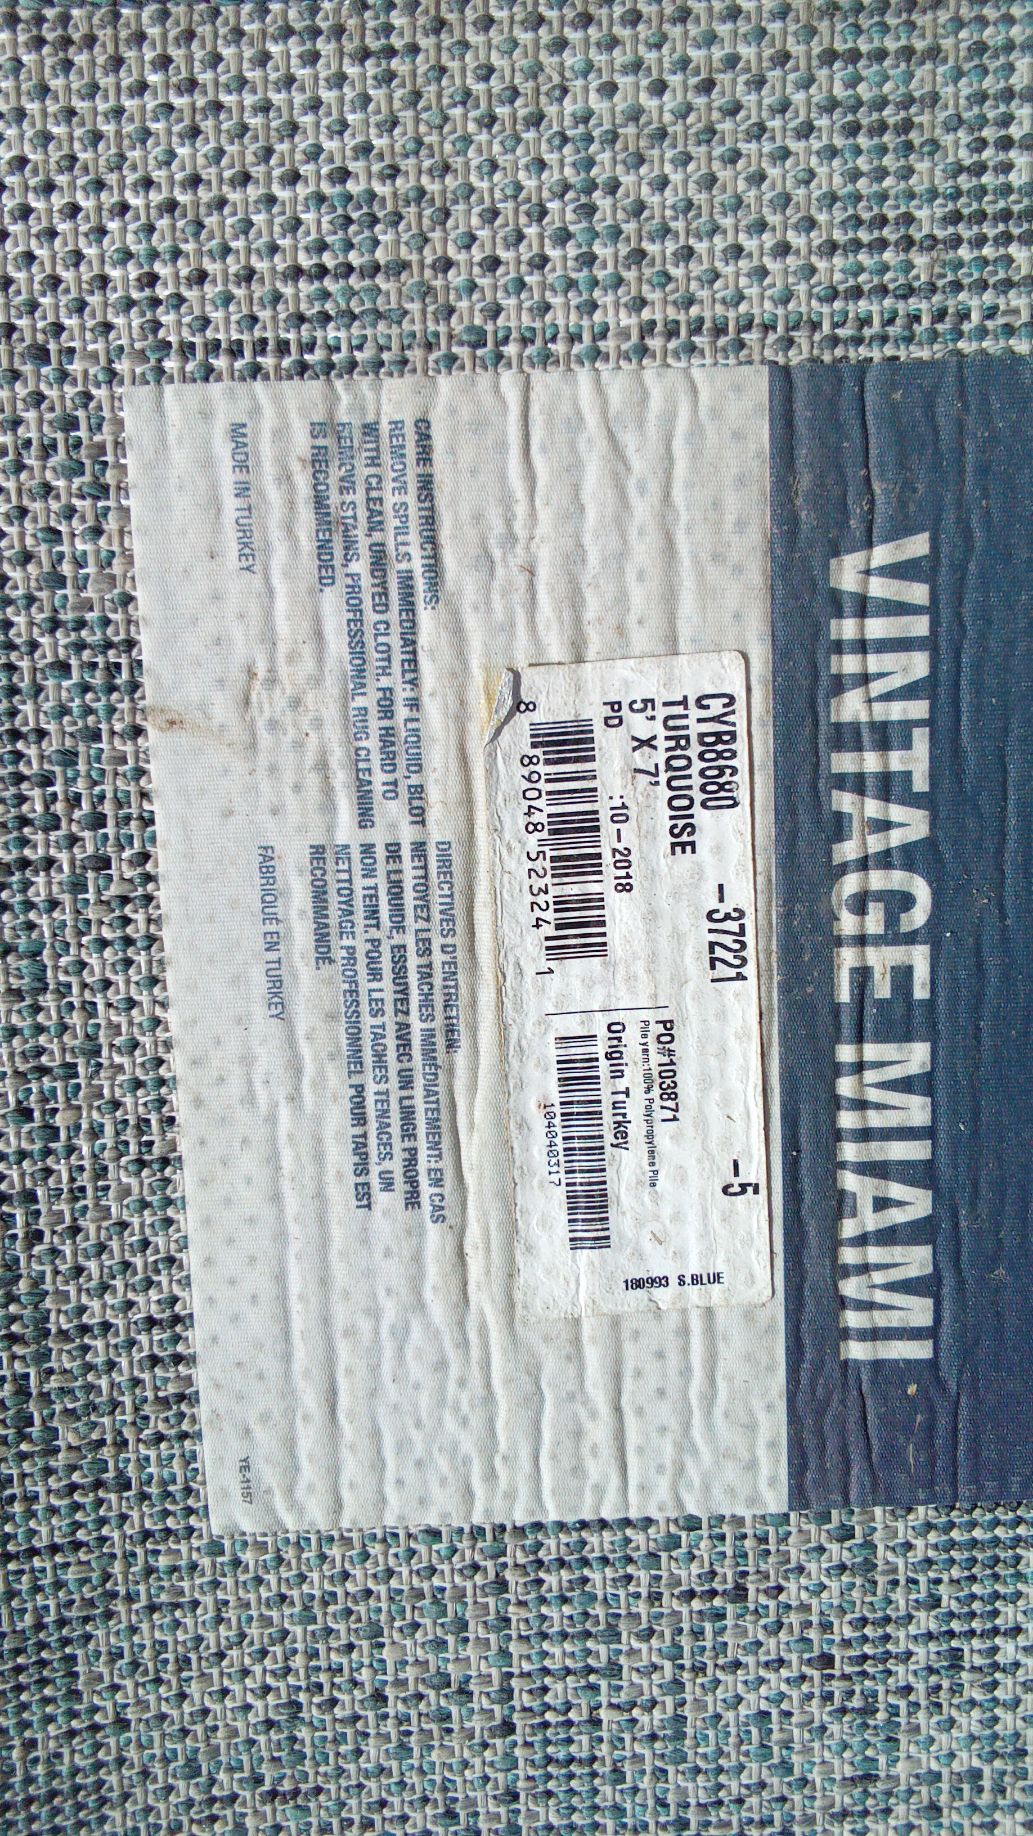 VINTAGE MIAMI
CYB8680 -37221 -5
TURQUOISE
5' X 7'
PD :10-2018
8 89048 52324 1
PO#103871
Pile yarn:100% Polypropylene Pile
Origin Turkey
104040317
180993 S.BLUE
CARE INSTRUCTIONS:
REMOVE SPILLS IMMEDIATELY. IF LIQUID, BLOT
WITH CLEAN, UNDYED CLOTH. FOR HARD TO
REMOVE STAINS, PROFESSIONAL RUG CLEANING
IS RECOMMENDED.
MADE IN TURKEY
DIRECTIVES D'ENTRETIEN:
NETTOYEZ LES TACHES IMMÉDIATEMENT. EN CAS
DE LIQUIDE, ESSUYEZ AVEC UN LINGE PROPRE
NON TEINT. POUR LES TACHES TENACES, UN
NETTOYAGE PROFESSIONNEL POUR TAPIS EST
RECOMMANDÉ.
FABRIQUÉ EN TURKEY
YE-1157